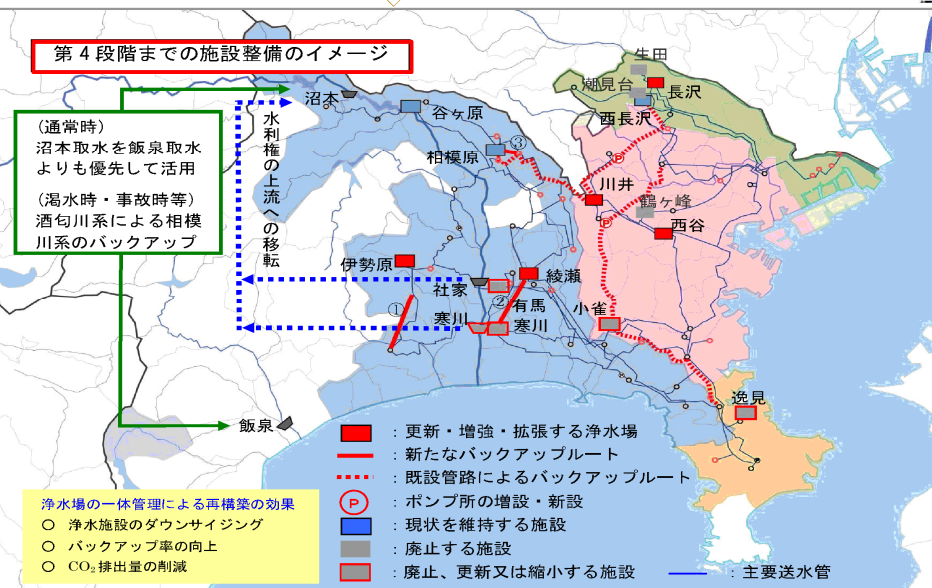 第４段階までの施設整備のイメージ
（通常時）
沼本取水を飯泉取水
よりも優先して活用
（渇水時・事故時等）
酒匂川系による相模
川系のバックアップ
水利権の上流への移転
沼本
谷ヶ原
相模原
③
生田
潮見台
長沢
西長沢
P
川井
鶴ヶ峰
P
西谷
伊勢原
社家
綾瀬
①
②
有馬
寒川
寒川
小雀
逸見
飯泉
：更新・増強・拡張する浄水場
：新たなバックアップルート
：既設管路によるバックアップルート
P
：ポンプ所の増設・新設
：現状を維持する施設
：廃止する施設
：廃止、更新又は縮小する施設
：主要送水管
浄水場の一体管理による再構築の効果
○　浄水施設のダウンサイジング
○　バックアップ率の向上
○　CO₂排出量の削減